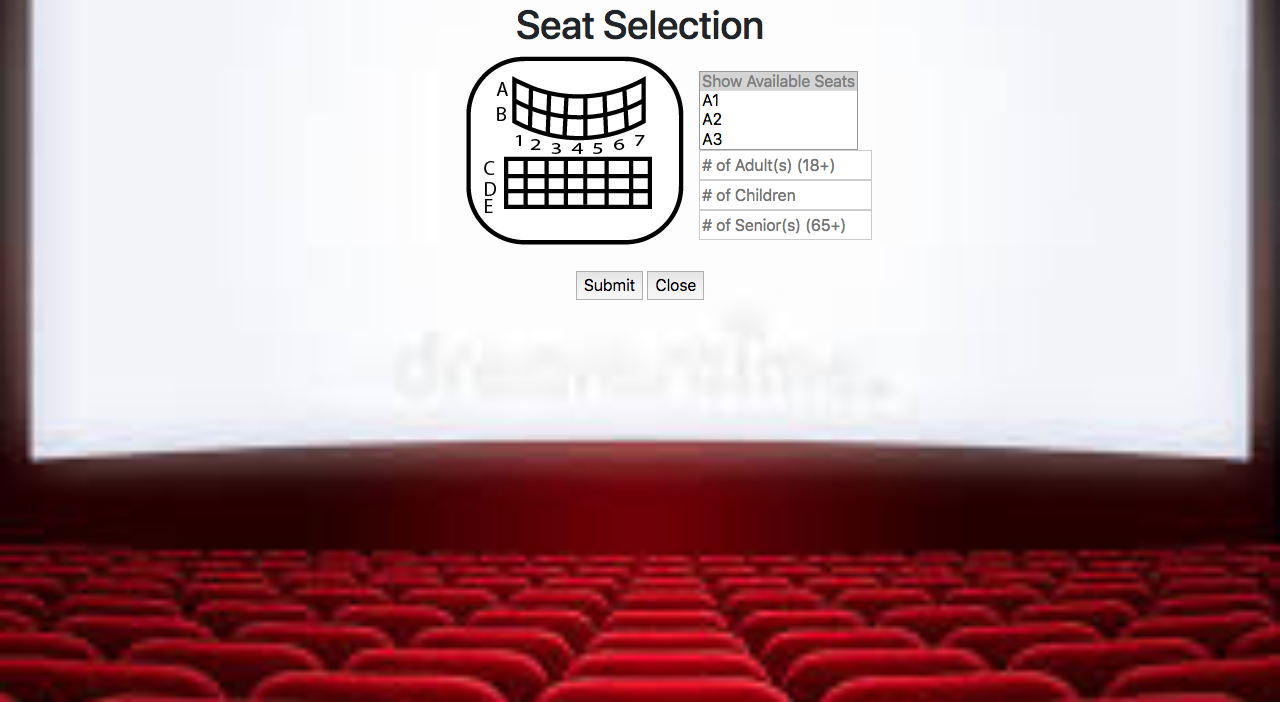 Seat Selection
A
B
1 2 3 4 5 6 7
C
D
E
Show Available Seats
A1
A2
A3
# of Adult(s) (18+)
# of Children
# of Senior(s) (65+)
Submit Close